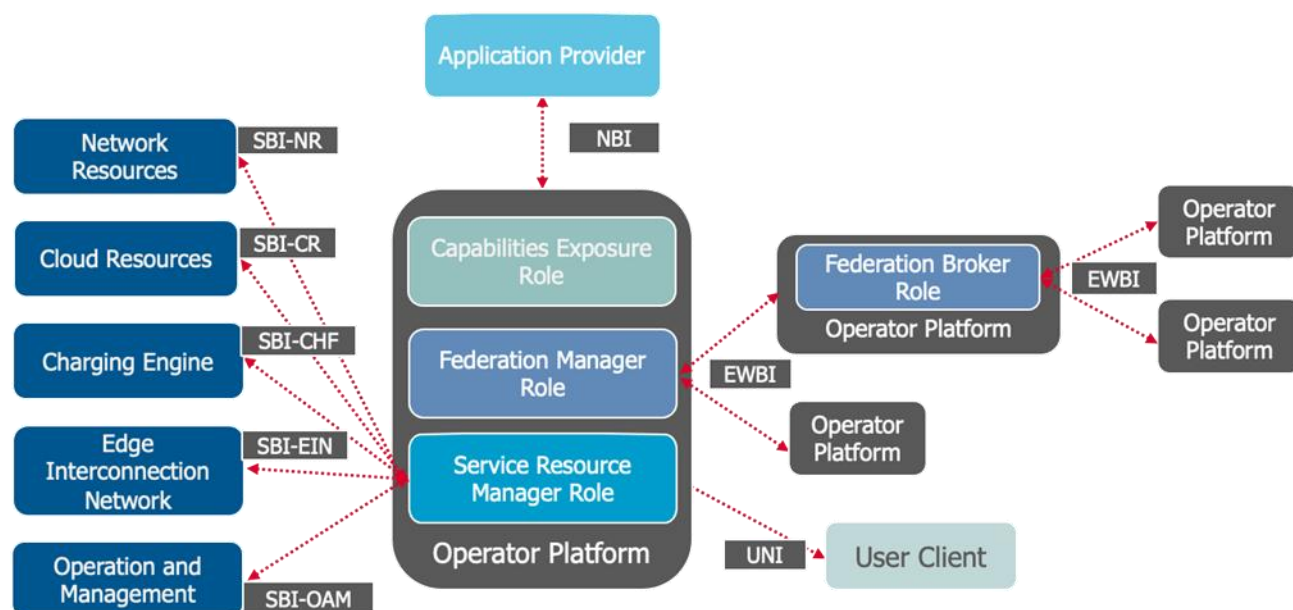 Application Provider
NBI
Network
Resources
SBI-NR
Cloud Resources
SBI-CR
Charging Engine
SBI-CHF
Edge
Interconnection
Network
SBI-EIN
Operation and
Management
SBI-OAM
Capabilities Exposure
Role
Federation Manager
Role
Service Resource
Manager Role
Operator Platform
EWBI
Federation Broker
Role
Operator Platform
EWBI
Operator
Platform
Operator
Platform
Operator
Platform
UNI
User Client